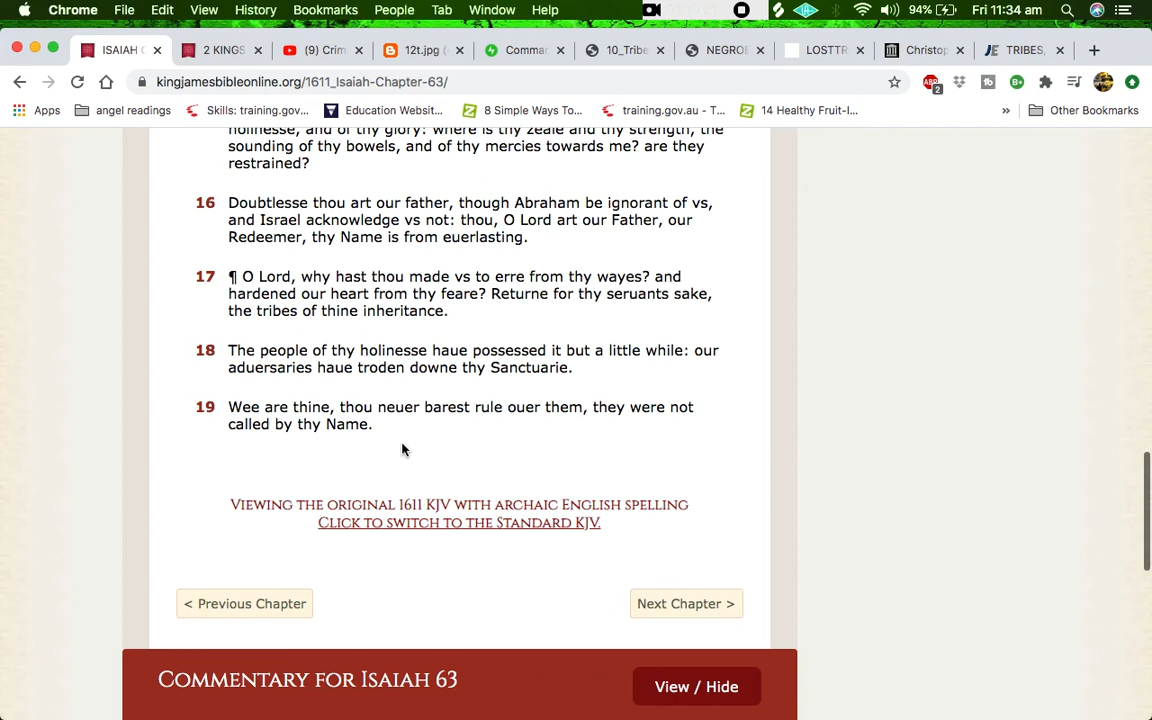 Chrome File Edit View History Bookmarks People Tab Window Help 94% Fri 11:34 am
ISAIAH C 2 KINGS (9) Crim 12t.jpg ( Comma 10_Tribe NEGROE LOSTTR Christop TRIBES,
kingjamesbibleonline.org/1611_Isaiah-Chapter-63/
Apps angel readings Skills: training.gov... Education Websit... 8 Simple Ways To... training.gov.au - T... 14 Healthy Fruit-I... » Other Bookmarks
holinesse, and of thy glory: where is thy zeale and thy strength, the
sounding of thy bowels, and of thy mercies towards me? are they
restrained?
16 Doubtlesse thou art our father, though Abraham be ignorant of vs,
and Israel acknowledge vs not: thou, O Lord art our Father, our
Redeemer, thy Name is from euerlasting.
17 ¶ O Lord, why hast thou made vs to erre from thy wayes? and
hardened our heart from thy feare? Returne for thy seruants sake,
the tribes of thine inheritance.
18 The people of thy holinesse haue possessed it but a little while: our
aduersaries haue troden downe thy Sanctuarie.
19 Wee are thine, thou neuer barest rule ouer them, they were not
called by thy Name.
Viewing the original 1611 KJV with archaic English spelling
Click to switch to the Standard KJV.
< Previous Chapter Next Chapter >
Commentary for Isaiah 63 View / Hide